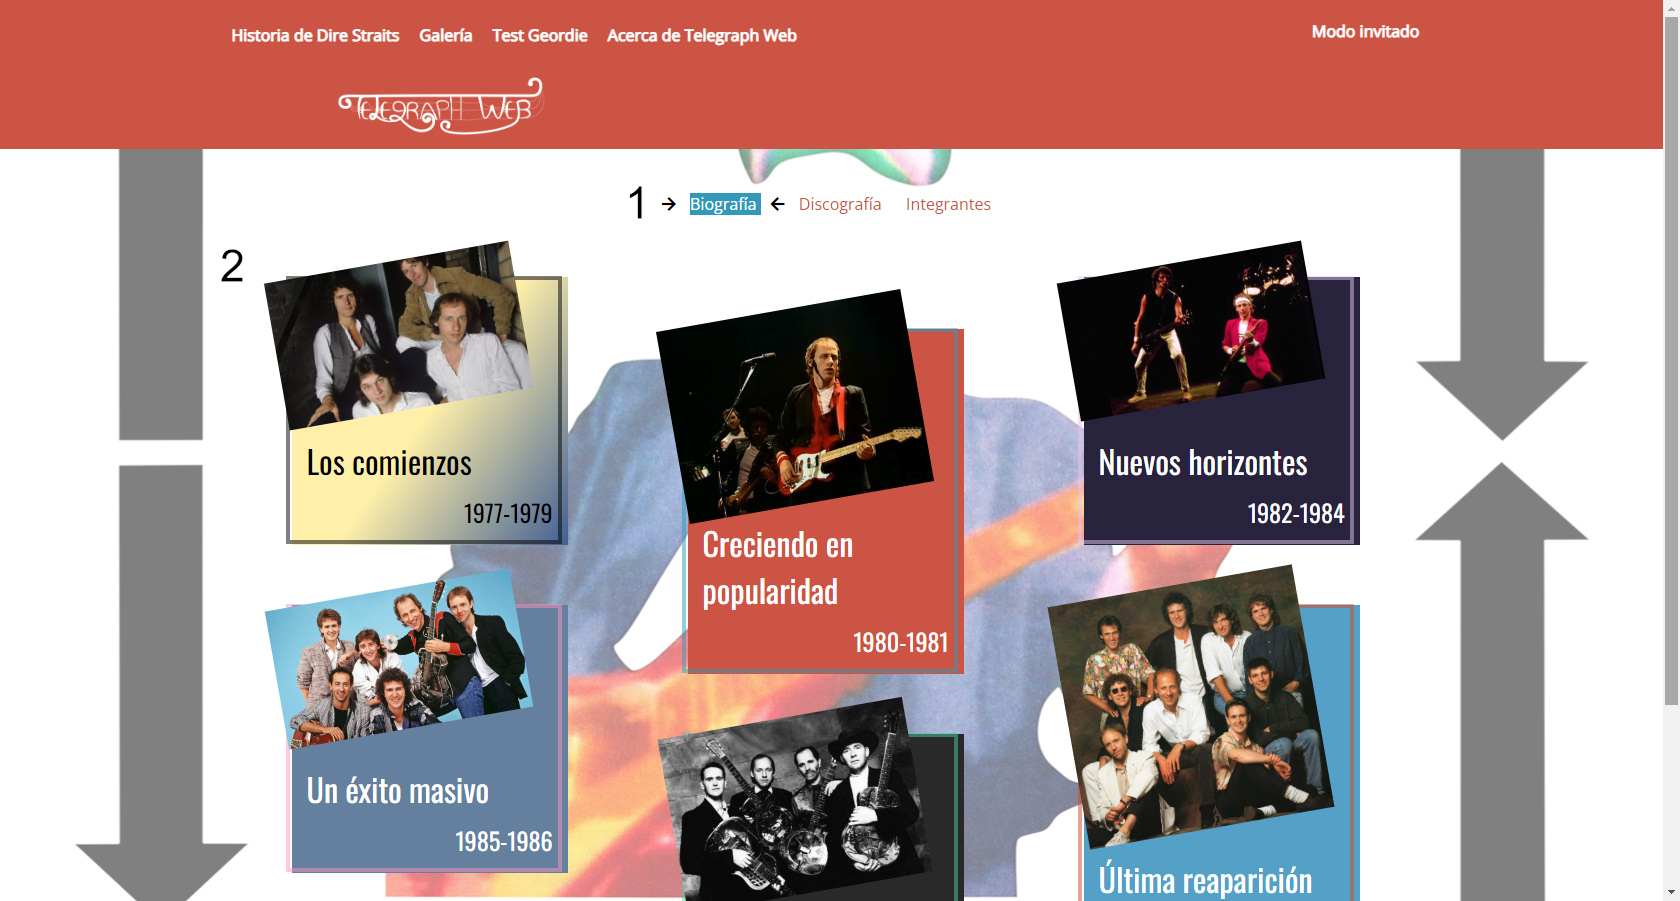 Historia de Dire Straits Galería Test Geordie Acerca de Telegraph Web
Modo invitado
TELEGRAPH WEB
1 → Biografía ← Discografía Integrantes
2
Los comienzos
1977-1979
Creciendo en
popularidad
1980-1981
Nuevos horizontes
1982-1984
Un éxito masivo
1985-1986
Última reaparición